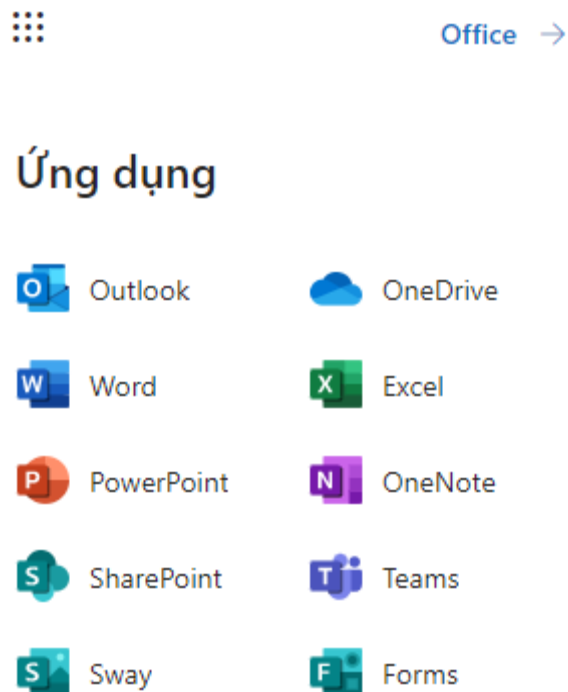 Office →
Ứng dụng
O Outlook
OneDrive
W Word
X Excel
P PowerPoint
N OneNote
S SharePoint
T Teams
S Sway
F Forms